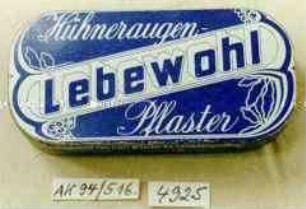 Hühneraugen-
Lebewohl
Pflaster
AK 94/516.
4925